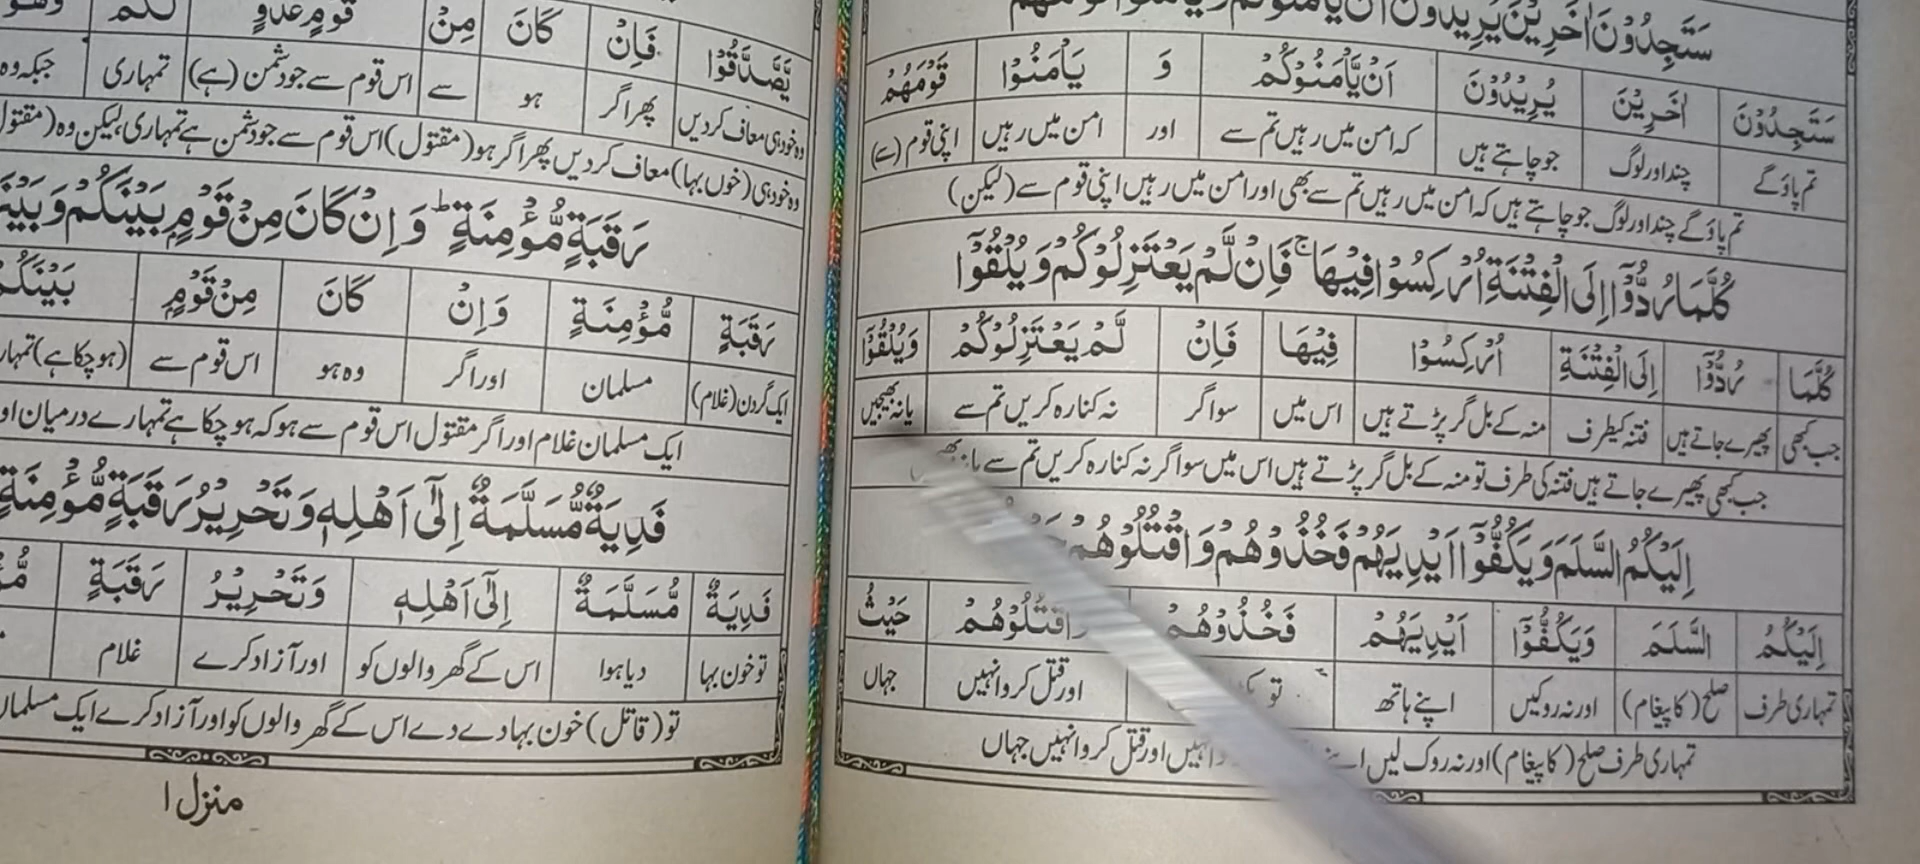 سَتَجِدُوْنَ اٰخَرِيْنَ يُرِيْدُوْنَ اَنْ يَّاْمَنُوْكُمْ وَيَاْمَنُوْا قَوْمَهُمْ
سَتَجِدُوْنَ اٰخَرِيْنَ يُرِيْدُوْنَ اَنْ يَّاْمَنُوْكُمْ وَ يَاْمَنُوْا قَوْمَهُمْ
تم پاؤگے چند اور لوگ جو چاہتے ہیں کہ امن میں رہیں تم سے اور امن میں رہیں اپنی قوم (سے)
تم پاؤگے چند اور لوگ جو چاہتے ہیں کہ امن میں رہیں تم سے بھی اور امن میں رہیں اپنی قوم سے (لیکن)
كُلَّمَا رُدُّوْۤا اِلَى الْفِتْنَةِ اُرْكِسُوْا فِيْهَا ۚ فَاِنْ لَّمْ يَعْتَزِلُوْكُمْ وَيُلْقُوْۤا
كُلَّمَا رُدُّوْۤا اِلَى الْفِتْنَةِ اُرْكِسُوْا فِيْهَا فَاِنْ لَّمْ يَعْتَزِلُوْكُمْ وَيُلْقُوْۤا
جب کبھی پھیرے جاتے ہیں فتنہ کیطرف منہ کے بل گر پڑتے ہیں اس میں سو اگر نہ کنارہ کریں تم سے یا نہ بھیجیں
جب کبھی پھیرے جاتے ہیں فتنہ کی طرف تو منہ کے بل گر پڑتے ہیں اس میں سو اگر نہ کنارہ کریں تم سے
اِلَيْكُمُ السَّلَمَ وَيَكُفُّوْۤا اَيْدِيَهُمْ فَخُذُوْهُمْ وَاقْتُلُوْهُمْ
اِلَيْكُمُ السَّلَمَ وَيَكُفُّوْۤا اَيْدِيَهُمْ فَخُذُوْهُمْ وَاقْتُلُوْهُمْ حَيْثُ
تمہاری طرف صلح (کا پیغام) اور نہ روکیں اپنے ہاتھ تو اور قتل کرو انہیں جہاں
تمہاری طرف صلح (کا پیغام) اور نہ روک لیں اور قتل کرو انہیں جہاں
يَّصَّدَّقُوْا فَاِنْ كَانَ مِنْ قَوْمٍ عَدُوٍّ لَّكُمْ وَهُوَ
وہ خود ہی معاف کردیں پھر اگر ہو سے اس قوم سے جو دشمن (ہے) تمہاری جبکہ وہ
وہ خود ہی (خوں بہا) معاف کردیں پھر اگر ہو (مقتول) اس قوم سے جو دشمن ہے تمہاری، لیکن وہ (مقتول
رَقَبَةٍ مُّؤْمِنَةٍ ؕ وَاِنْ كَانَ مِنْ قَوْمٍۭ بَيْنَكُمْ
رَقَبَةٍ مُّؤْمِنَةٍ وَاِنْ كَانَ مِنْ قَوْمٍۭ بَيْنَكُمْ
ایک گردن (غلام) مسلمان اور اگر وہ ہو اس قوم سے (ہو چکا ہے)
ایک مسلمان غلام اور اگر مقتول اس قوم سے ہو کہ ہو چکا ہے تمہارے درمیان
فَدِيَةٌ مُّسَلَّمَةٌ اِلٰٓى اَهْلِهٖ وَتَحْرِيْرُ رَقَبَةٍ مُّؤْمِنَةٍ
فَدِيَةٌ مُّسَلَّمَةٌ اِلٰٓى اَهْلِهٖ وَتَحْرِيْرُ رَقَبَةٍ
تو خون بہا دیا ہوا اس کے گھر والوں کو اور آزاد کرے غلام
تو (قاتل) خون بہا دے دے اس کے گھر والوں کو اور آزاد کرے ایک مسلمان
منزل ۱